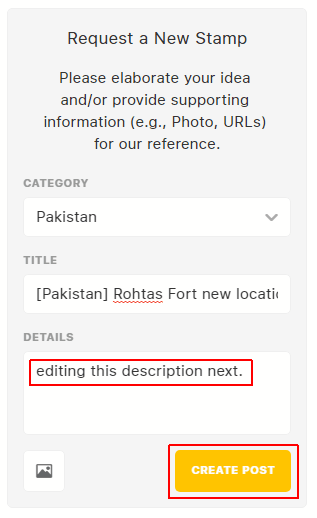 Request a New Stamp
Please elaborate your idea
and/or provide supporting
information (e.g., Photo, URLs)
for our reference.
CATEGORY
Pakistan
TITLE
[Pakistan] Rohtas Fort new locatio
DETAILS
editing this description next.
CREATE POST